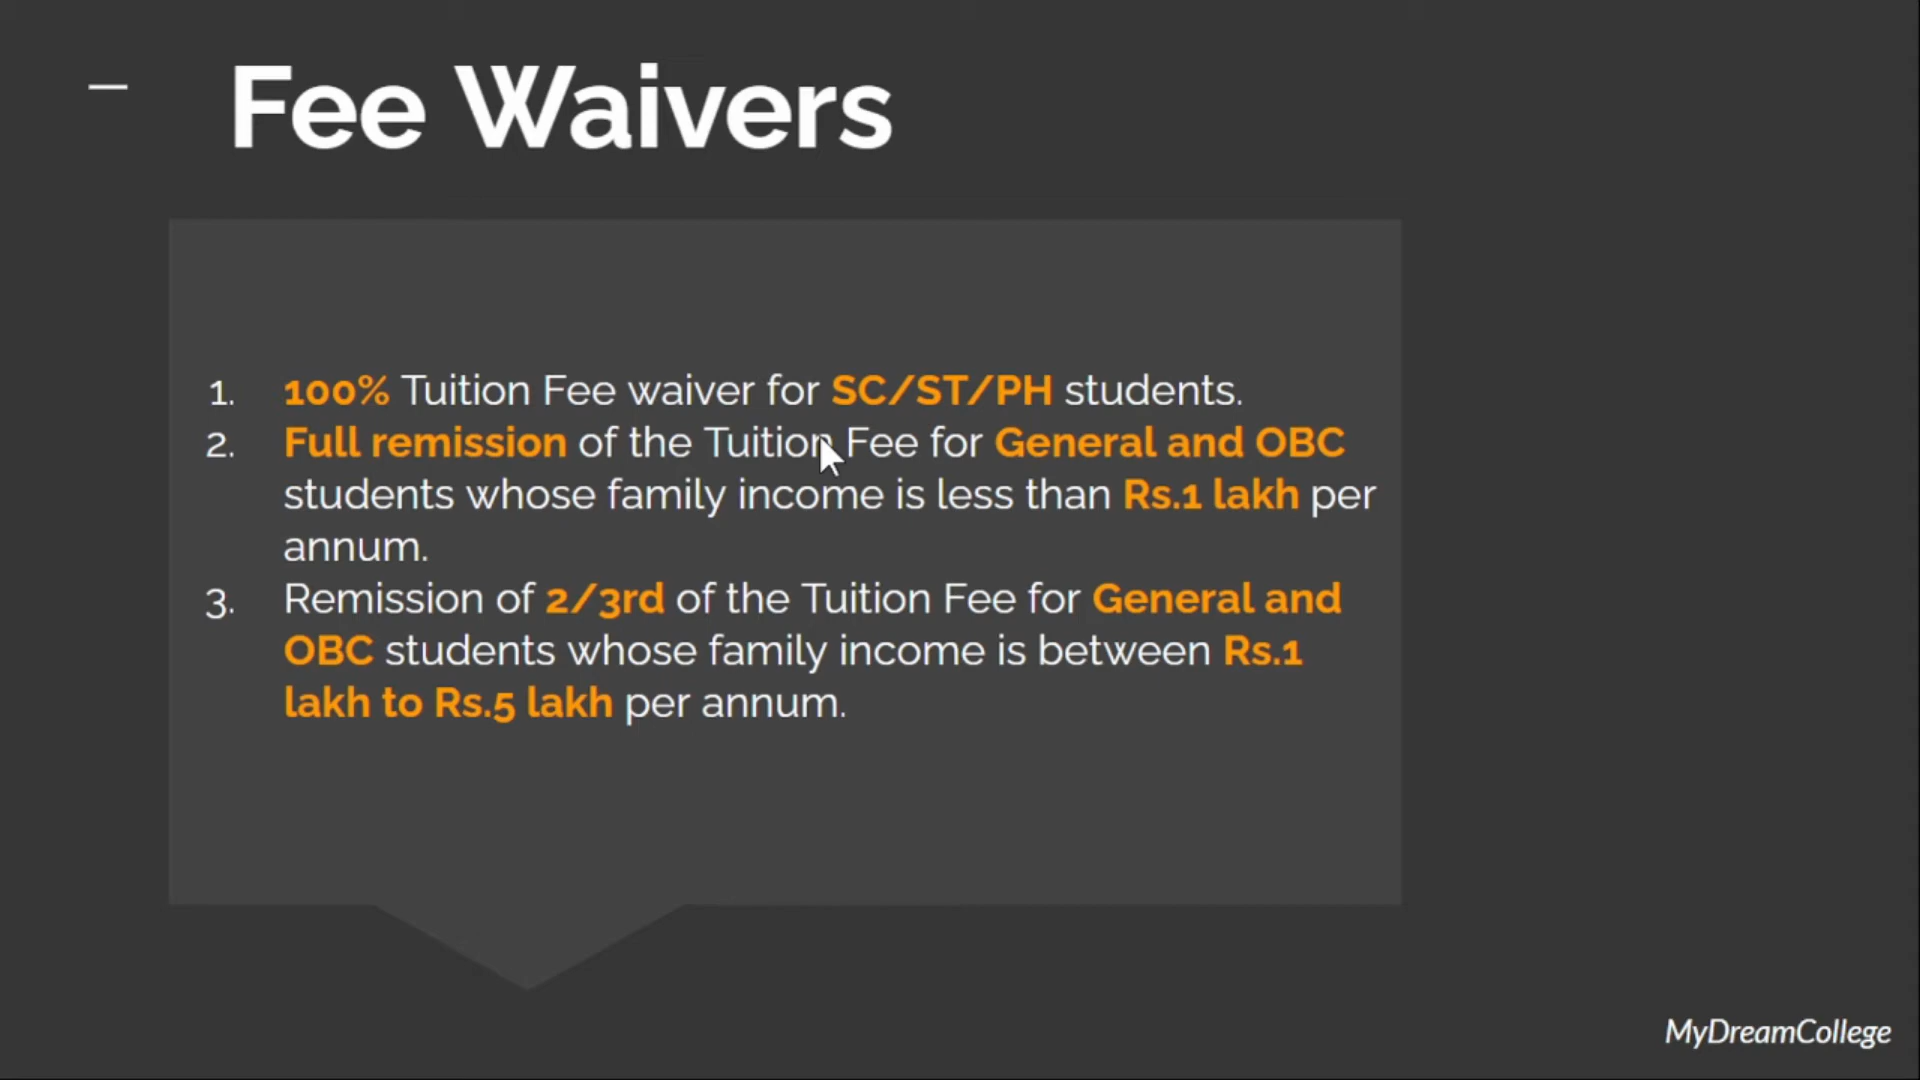 Fee Waivers
1. 100% Tuition Fee waiver for SC/ST/PH students.
2. Full remission of the Tuition Fee for General and OBC
students whose family income is less than Rs.1 lakh per
annum.
3. Remission of 2/3rd of the Tuition Fee for General and
OBC students whose family income is between Rs.1
lakh to Rs.5 lakh per annum.
MyDreamCollege